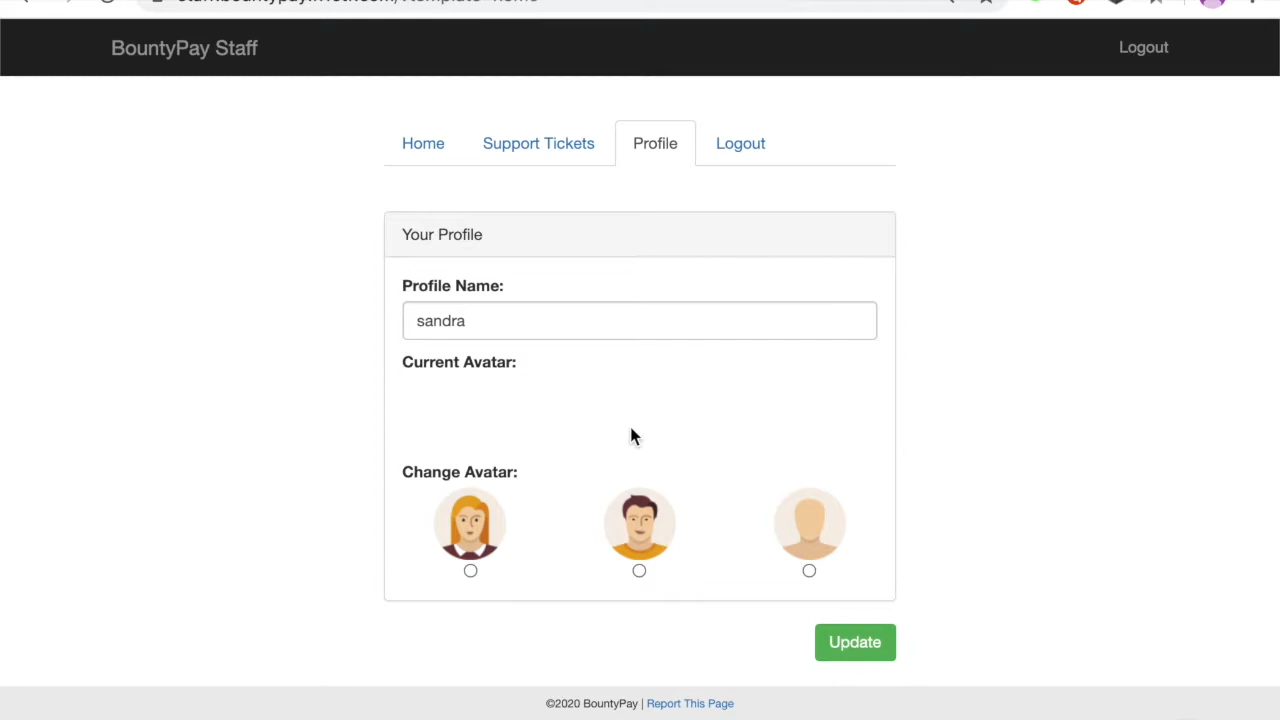 BountyPay Staff
Logout
Home
Support Tickets
Profile
Logout
Your Profile
Profile Name:
sandra
Current Avatar:
Change Avatar:
Update
©2020 BountyPay | Report This Page